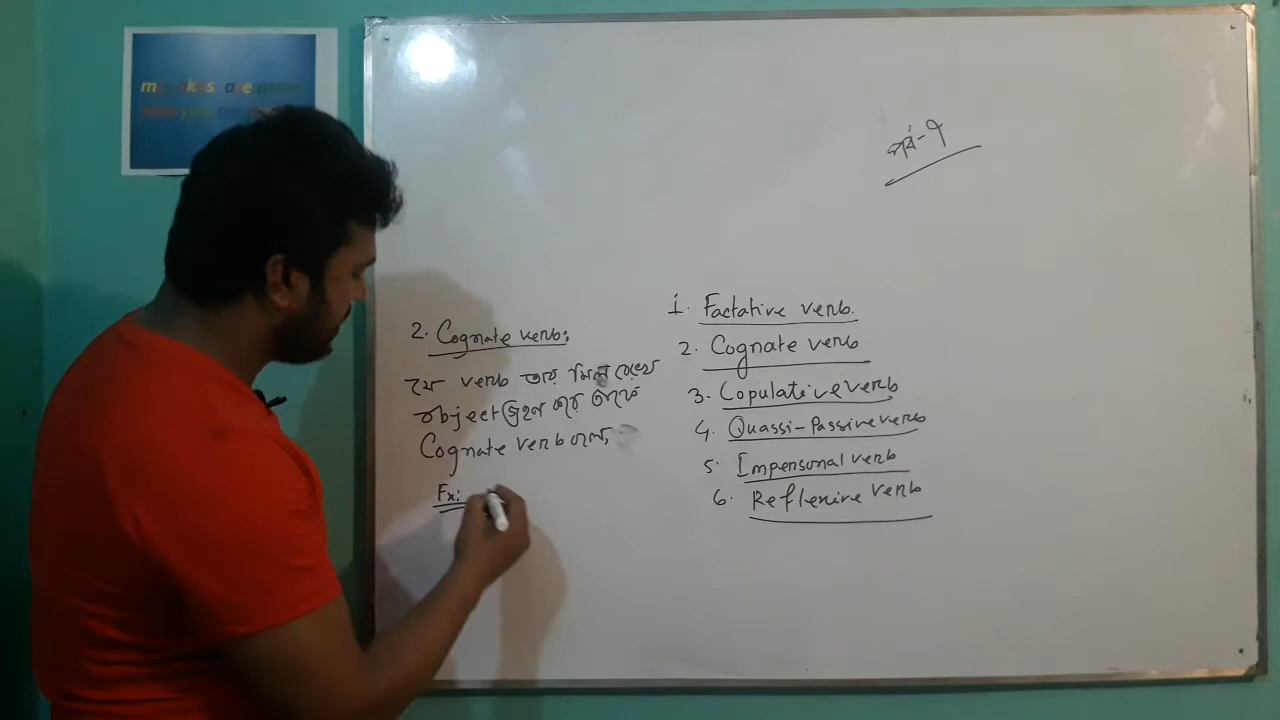 পর্ব-৭
1. Factative verb.
2. Cognate verb
3. Copulative verb
4. Quassi-Passive verb
5. Impersonal verb
6. Reflenive verb
2. Cognate verb:
যে verb তার মিল রেখে
object গ্রহণ করে তাকে
Cognate verb বলে,
Ex: